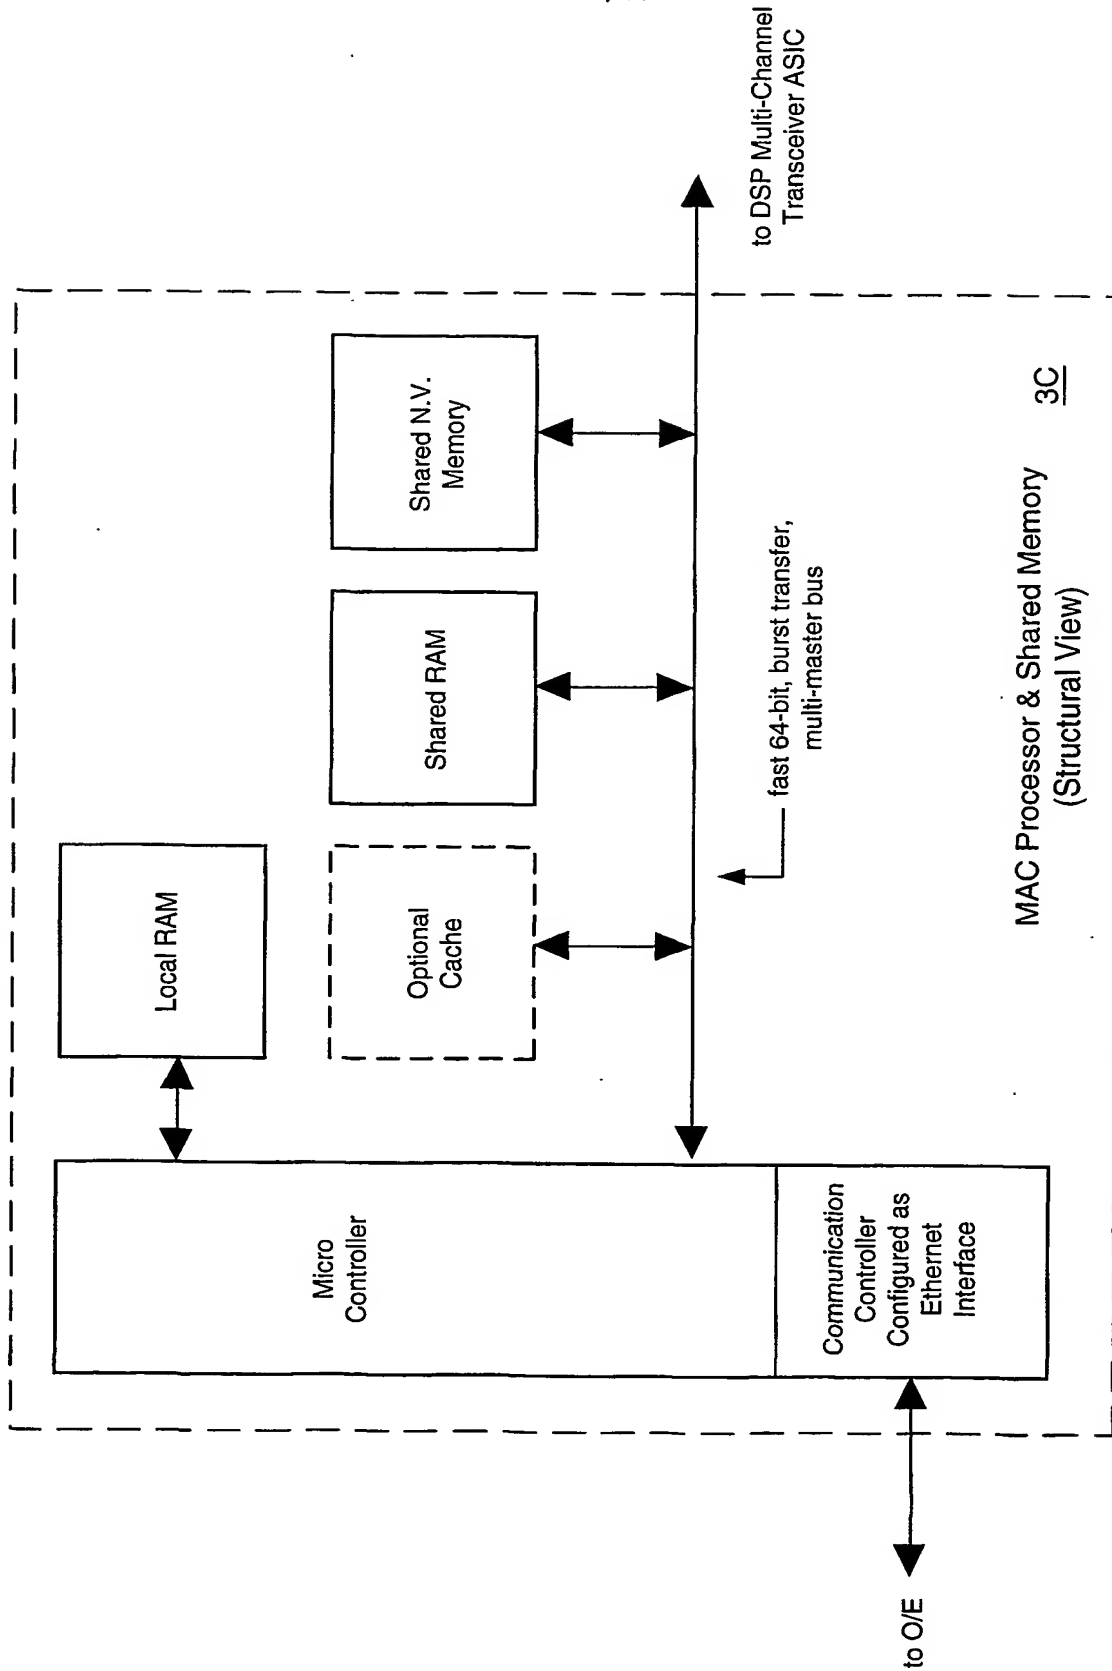 Local RAM
Micro
Controller
Optional
Cache
Shared RAM
Shared N.V.
Memory
to DSP Multi-Channel
Transceiver ASIC
fast 64-bit, burst transfer,
multi-master bus
Communication
Controller
Configured as
Ethernet
Interface
to O/E
MAC Processor & Shared Memory
(Structural View)
3C